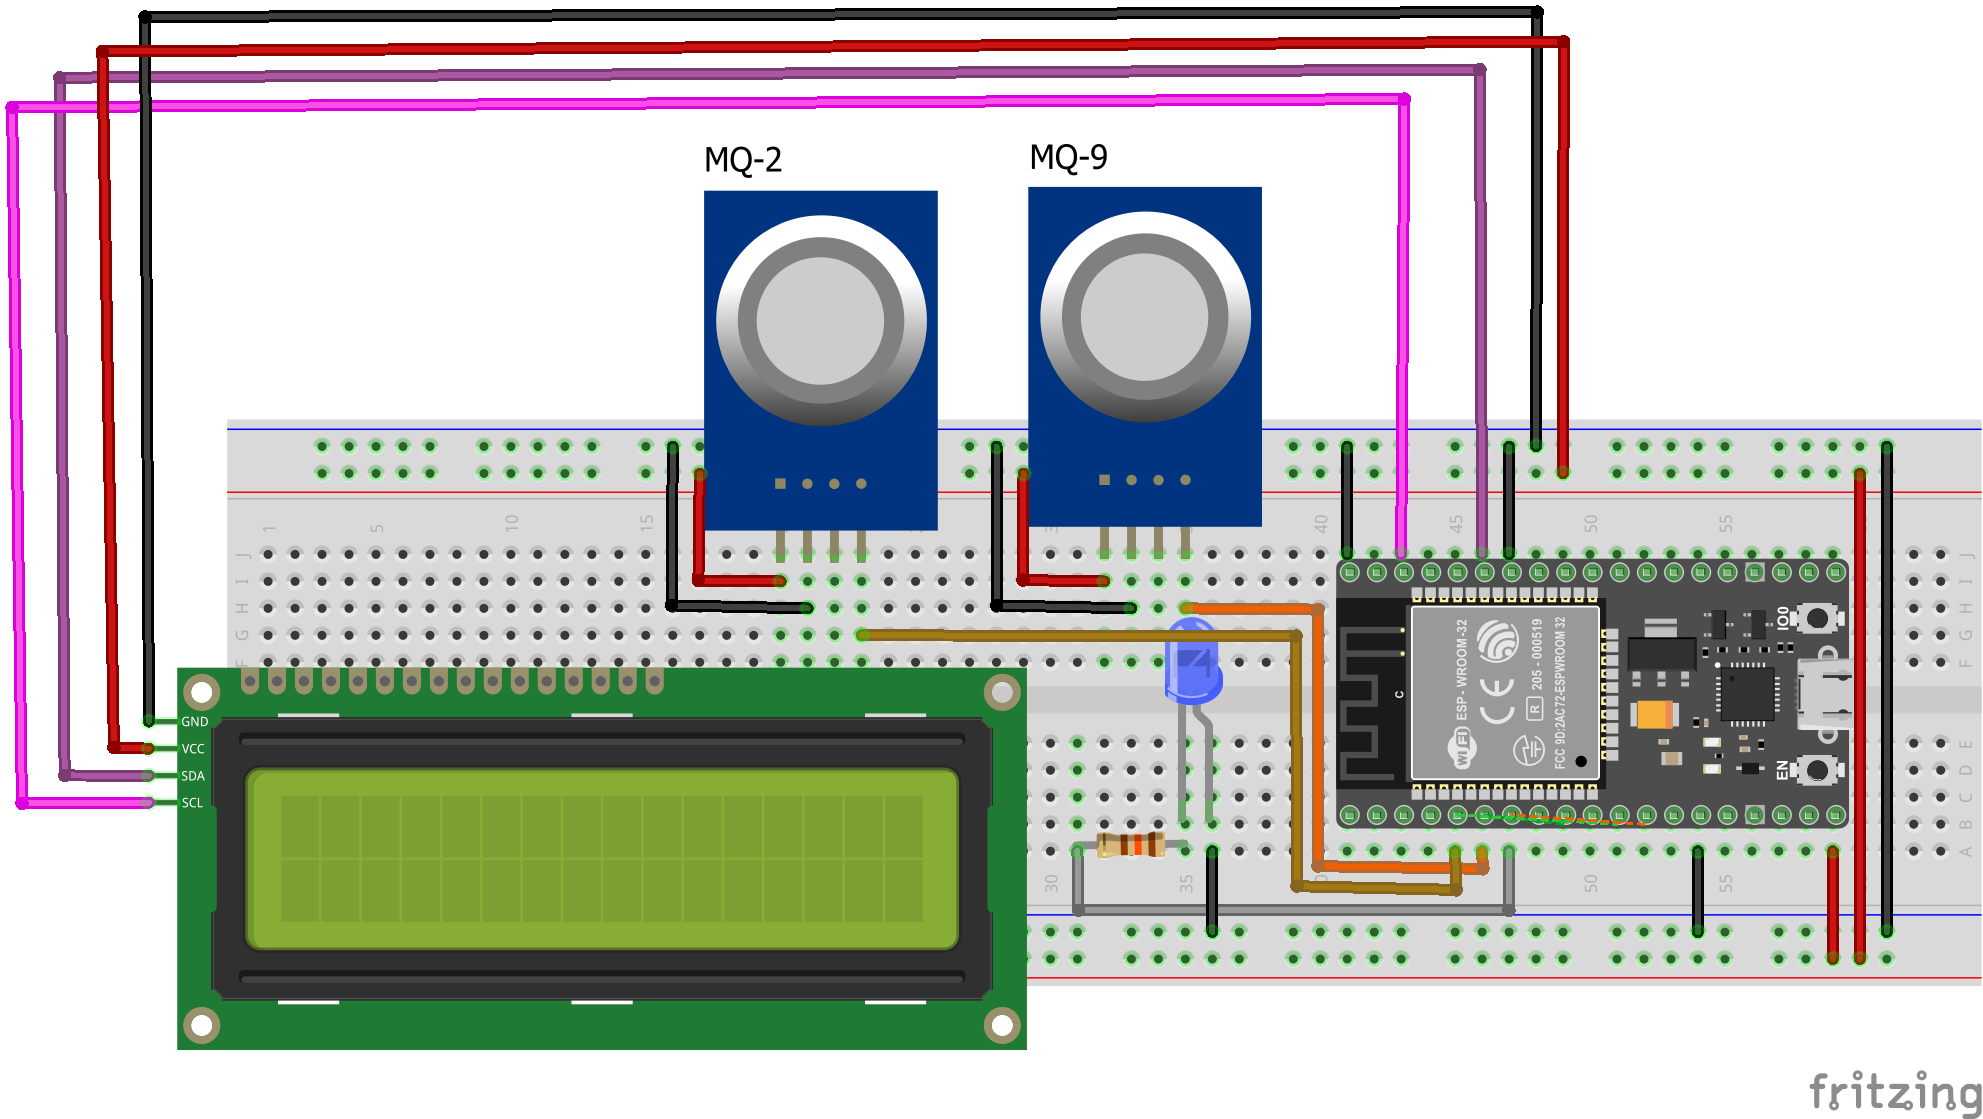 MQ-2
MQ-9
1
5
10
15
40
45
50
55
J
I
H
G
F
J
I
H
G
F
GND
VCC
SDA
SCL
WiFi
ESP - WROOM -32
CE
R
205 - 000519
FCC 9D:2AC72-ESPWROOM 32
C
IO0
EN
E
D
C
B
A
30
35
50
55
fritzing